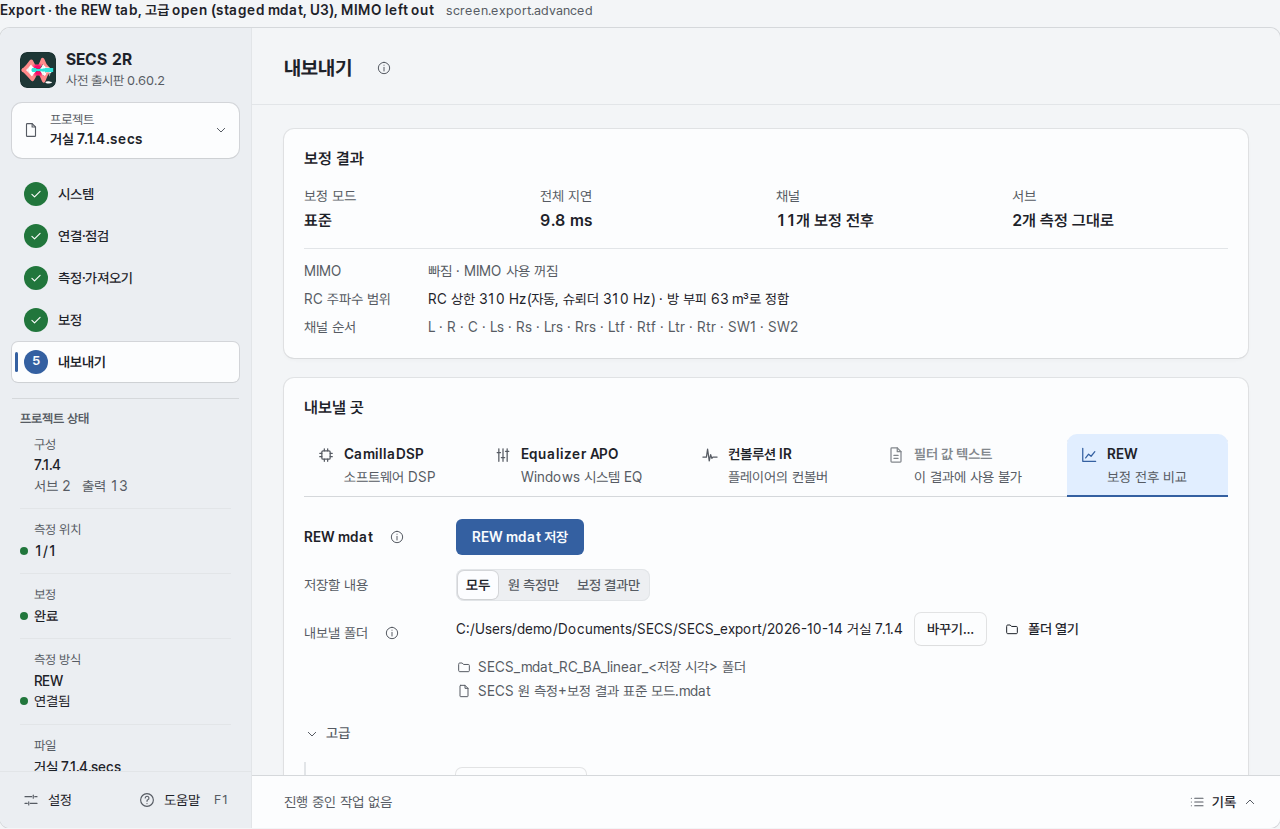 Export · the REW tab, 고급 open (staged mdat, U3), MIMO left out screen.export.advanced
SECS 2R
사전 출시판 0.60.2
프로젝트
거실 7.1.4.secs
시스템
연결·점검
측정·가져오기
보정
5 내보내기
프로젝트 상태
구성
7.1.4
서브 2 출력 13
측정 위치
1/1
보정
완료
측정 방식
REW
연결됨
파일
거실 7.1.4.secs
설정 도움말 F1
내보내기
보정 결과
보정 모드 전체 지연 채널 서브
표준 9.8 ms 11개 보정 전후 2개 측정 그대로
MIMO 빠짐 · MIMO 사용 꺼짐
RC 주파수 범위 RC 상한 310 Hz(자동, 슈뢰더 310 Hz) · 방 부피 63 m³로 정함
채널 순서 L · R · C · Ls · Rs · Lrs · Rrs · Ltf · Rtf · Ltr · Rtr · SW1 · SW2
내보낼 곳
CamillaDSP Equalizer APO 컨볼루션 IR 필터 값 텍스트 REW
소프트웨어 DSP Windows 시스템 EQ 플레이어의 컨볼버 이 결과에 사용 불가 보정 전후 비교
REW mdat REW mdat 저장
저장할 내용 모두 원 측정만 보정 결과만
내보낼 폴더 C:/Users/demo/Documents/SECS/SECS_export/2026-10-14 거실 7.1.4 바꾸기... 폴더 열기
SECS_mdat_RC_BA_linear_<저장 시각> 폴더
SECS 원 측정+보정 결과 표준 모드.mdat
고급
진행 중인 작업 없음 기록